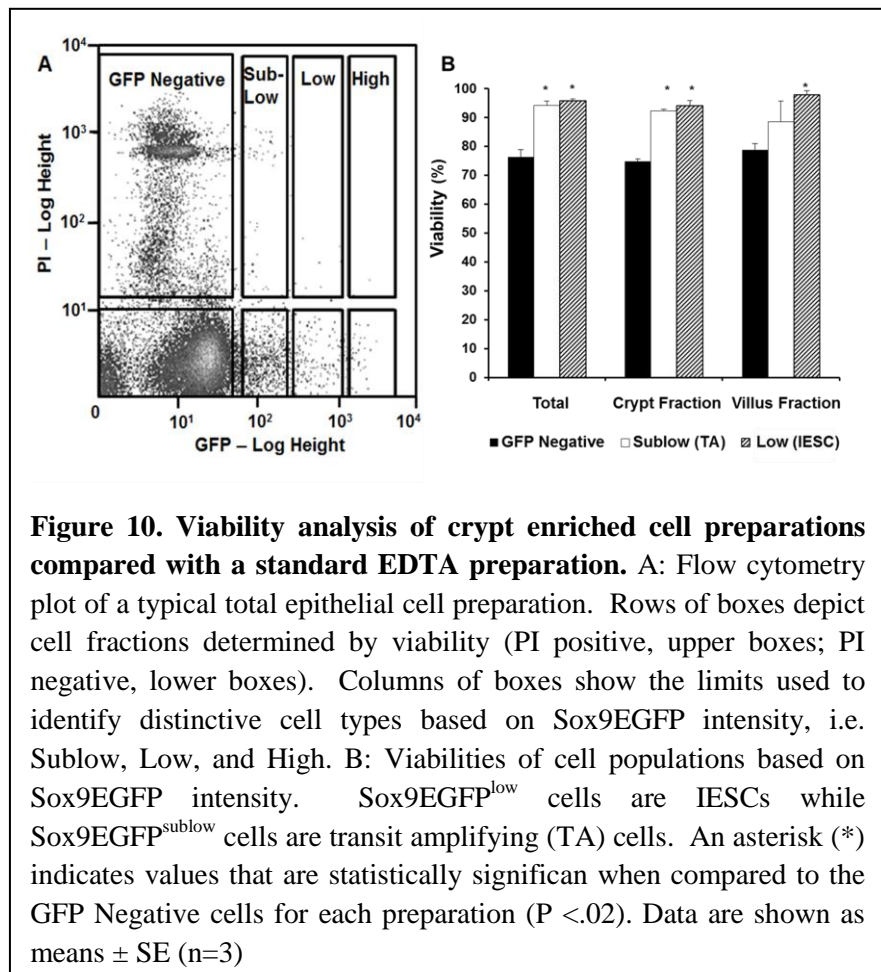 A
B
GFP Negative
Sub-
Low
Low
High
10⁴
10³
10²
10¹
PI – Log Height
0
10¹
10²
10³
10⁴
GFP – Log Height
100
90
80
70
60
50
40
30
20
10
0
Viability (%)
* *
* *
*
Total
Crypt Fraction
Villus Fraction
GFP Negative
Sublow (TA)
Low (IESC)
Figure 10. Viability analysis of crypt enriched cell preparations
compared with a standard EDTA preparation. A: Flow cytometry
plot of a typical total epithelial cell preparation. Rows of boxes depict
cell fractions determined by viability (PI positive, upper boxes; PI
negative, lower boxes). Columns of boxes show the limits used to
identify distinctive cell types based on Sox9EGFP intensity, i.e.
Sublow, Low, and High. B: Viabilities of cell populations based on
Sox9EGFP intensity. Sox9EGFP^low cells are IESCs while
Sox9EGFP^sublow cells are transit amplifying (TA) cells. An asterisk (*)
indicates values that are statistically significan when compared to the
GFP Negative cells for each preparation (P <.02). Data are shown as
means ± SE (n=3)